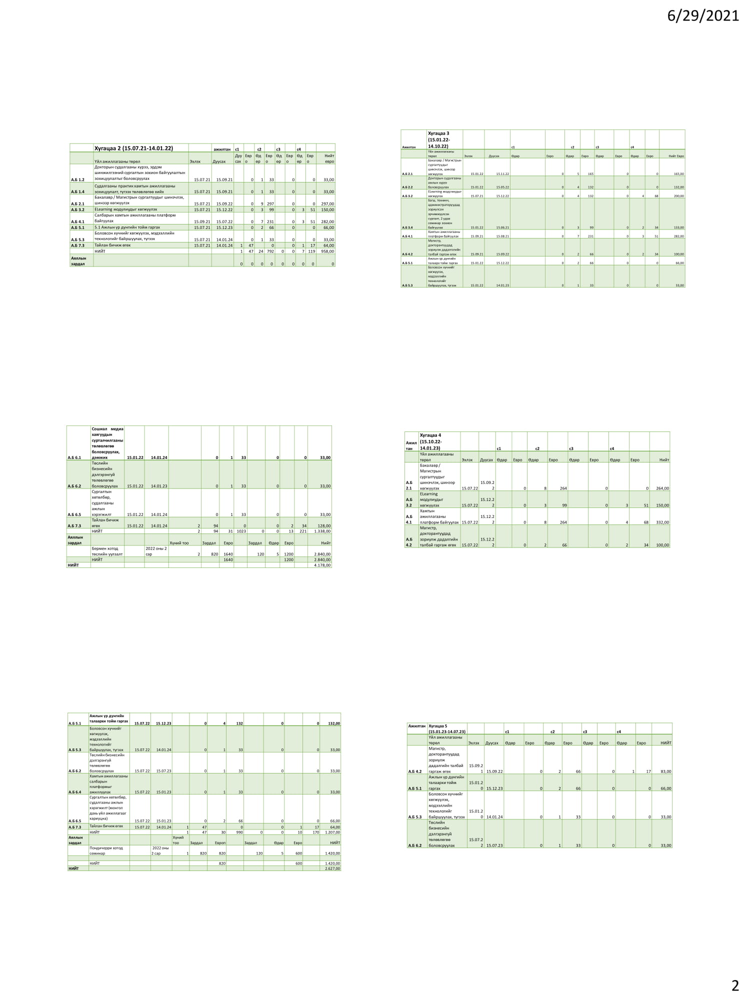 6/29/2021
Хугацаа 2 (15.07.21-14.01.22) ажилтан c1 c2 c3 c4
Дуу Евр Өд Евр Өд Евр Өд Евр Нийт
Үйл ажиллагааны төрөл Эхлэх Дуусах сах о өр о өр о өр о евро
Докторын судалгааны хүрээ, эрдэм
шинжилгээний сургалтын зохион байгуулалтын
А.Б 1.2 зохицуулалтыг боловсруулах 15.07.21 15.09.21 0 1 33 0 0 33,00
Судалгааны практик хамтын ажиллагааны
А.Б 1.4 зохицуулалт, түгээх төлөвлөгөө хийх 15.07.21 15.09.21 0 1 33 0 0 33,00
Бакалавр / Магистрын сургалтуудыг шинэчлэх,
А.Б 2.1 шинээр хөгжүүлэх 15.07.21 15.09.22 0 9 297 0 0 297,00
А.Б 3.2 ELearning модулиудыг хөгжүүлэх 15.07.21 15.12.22 0 3 99 0 3 51 150,00
Салбарын хамтын ажиллагааны платформ
А.Б 4.1 байгуулах 15.09.21 15.07.22 0 7 231 0 3 51 282,00
А.Б 5.1 5.1 Ажлын үр дүнгийн тойм гаргах 15.07.21 15.12.23 0 2 66 0 0 66,00
Боловсон хүчнийг хөгжүүлэх, мэдээллийн
А.Б 5.3 технологийг байршуулах, түгээх 15.07.21 14.01.24 0 1 33 0 0 33,00
А.Б 7.3 Тайлан бичиж өгөх 15.07.21 14.01.24 1 47 0 0 1 17 64,00
НИЙТ 1 47 24 792 0 0 7 119 958,00
Аяллын
зардал 0 0 0 0 0 0 0 0 0
Хугацаа 3
(15.01.22-
Ажилтан 14.10.22) c1 c2 c3 c4
Үйл ажиллагааны
төрөл Эхлэх Дуусах Өдөр Евро Өдөр Евро Өдөр Евро Өдөр Евро Нийт Евро
Бакалавр / Магистрын
сургалтуудыг
шинэчлэх, шинээр
А.Б 2.1 хөгжүүлэх 15.01.22 15.11.22 0 5 165 0 0 165,00
Докторын судалгааны
ажлын хүрээ
А.Б 2.2 боловсруулах 15.01.22 15.05.22 0 4 132 0 0 132,00
ELearning модулиудыг
А.Б 3.2 хөгжүүлэх 15.07.21 15.12.22 0 4 132 0 4 68 200,00
Багш, техникч,
администраторуудад
зориулсан
эрчимжүүлсэн
сургалт, 2 удаа
семинар зохион
А.Б 3.4 байгуулах 15.01.22 15.06.21 0 3 99 0 2 34 133,00
Хамтын ажиллагааны
А.Б 4.1 платформ байгуулах 15.09.21 15.08.21 0 7 231 0 3 51 282,00
Магистр,
докторантуудад
зориулж дадалгагийн
А.Б 4.2 талбай гаргаж өгөх 15.09.21 15.09.22 0 2 66 0 2 34 100,00
Ажлын үр дүнгийн
А.Б 5.1 талаарх тойм гаргах 15.01.22 15.12.22 0 2 66 0 0 66,00
Боловсон хүчнийг
хөгжүүлэх,
мэдээллийн
технологийг
А.Б 5.3 байршуулах, түгээх 15.01.22 14.01.23 0 1 33 0 0 33,00
Сошиал медиа
хаягуудын
сурталчилгааны
төлөвлөгөө
боловсруулах,
А.Б 6.1 дэмжих 15.01.22 14.01.24 0 1 33 0 0 33,00
Төслийн
бизнесийн
дэлгэрэнгүй
төлөвлөгөө
А.Б 6.2 боловсруулах 15.01.22 14.01.23 0 1 33 0 0 33,00
Сургалтын
хөтөлбөр,
судалгааны
ажлын
А.Б 6.5 хэрэгжилт 15.01.22 14.01.24 0 1 33 0 0 33,00
Тайлан бичиж
А.Б 7.3 өгөх 15.01.22 14.01.24 2 94 0 0 2 34 128,00
НИЙТ 2 94 31 1023 0 0 13 221 1.338,00
Аяллын
зардал Хүний тоо Зардал Евро Зардал Өдөр Евро Нийт
Бермен хотод 2022 оны 2
төслийн уулзалт сар 2 820 1640 120 5 1200 2.840,00
НИЙТ 1640 1200 2.840,00
НИЙТ 4.178,00
Хугацаа 4
Ажил (15.10.22-
тан 14.01.23) c1 c2 c3 c4
Үйл ажиллагааны
төрөл Эхлэх Дуусах Өдөр Евро Өдөр Евро Өдөр Евро Өдөр Евро Нийт
Бакалавр /
Магистрын
сургалтуудыг
А.Б шинэчлэх, шинээр 15.09.2
2.1 хөгжүүлэх 15.07.22 2 0 8 264 0 0 264,00
ELearning
А.Б модулиудыг 15.12.2
3.2 хөгжүүлэх 15.07.22 2 0 3 99 0 3 51 150,00
Хамтын
А.Б ажиллагааны 15.12.2
4.1 платформ байгуулах 15.07.22 2 0 8 264 0 4 68 332,00
Магистр,
докторантуудад
А.Б зориулж дадалгийн 15.12.2
4.2 талбай гаргаж өгөх 15.07.22 2 0 2 66 0 2 34 100,00
Ажлын үр дүнгийн
А.Б 5.1 талаархи тойм гаргах 15.07.22 15.12.23 0 4 132 0 0 132,00
Боловсон хүчнийг
хөгжүүлэх,
мэдээллийн
технологийг
А.Б 5.3 байршуулах, түгээх 15.07.22 14.01.24 0 1 33 0 0 33,00
Төслийн бизнесийн
дэлгэрэнгүй
төлөвлөгөө
А.Б 6.2 боловсруулах 15.07.22 15.07.23 0 1 33 0 0 33,00
Хамтын ажиллагааны
салбарын
платформыг
А.Б 6.4 ажиллуулах 15.07.22 15.01.23 0 1 33 0 0 33,00
Сургалтын хөтөлбөр,
судалгааны ажлын
хэрэгжилт (монгол
дахь үйл ажиллагааг
хариуцна)
А.Б 6.5 15.07.22 15.01.23 0 2 66 0 0 66,00
А.Б 7.3 Тайлан бичиж өгөх 15.07.22 14.01.24 1 47 0 0 1 17 64,00
НИЙТ 1 47 30 990 0 0 10 170 1.207,00
Аяллын Хүний
зардал тоо Зардал Европ Зардал Өдөр Евро НИЙТ
Пондичерри хотод 2022 оны
семинар 2 сар 1 820 820 120 5 600 1.420,00
НИЙТ 820 600 1.420,00
НИЙТ 2.627,00
Ажилтан Хугацаа 5
(15.01.23-14.07.23) c1 c2 c3 c4
Үйл ажиллагааны
төрөл Эхлэх Дуусах Өдөр Евро Өдөр Евро Өдөр Евро Өдөр Евро НИЙТ
Магистр,
докторантуудад
зориулж
дадалгийн талбай 15.09.2
А.Б 4.2 гаргаж өгөх 1 15.09.22 0 2 66 0 1 17 83,00
Ажлын үр дүнгийн
талаархи тойм 15.01.2
А.Б 5.1 гаргах 0 15.12.23 0 2 66 0 0 66,00
Боловсон хүчнийг
хөгжүүлэх,
мэдээллийн
технологийг 15.01.2
А.Б 5.3 байршуулах, түгээх 0 14.01.24 0 1 33 0 0 33,00
Төслийн
бизнесийн
дэлгэрэнгүй
төлөвлөгөө 15.07.2
А.Б 6.2 боловсруулах 2 15.07.23 0 1 33 0 0 33,00
2